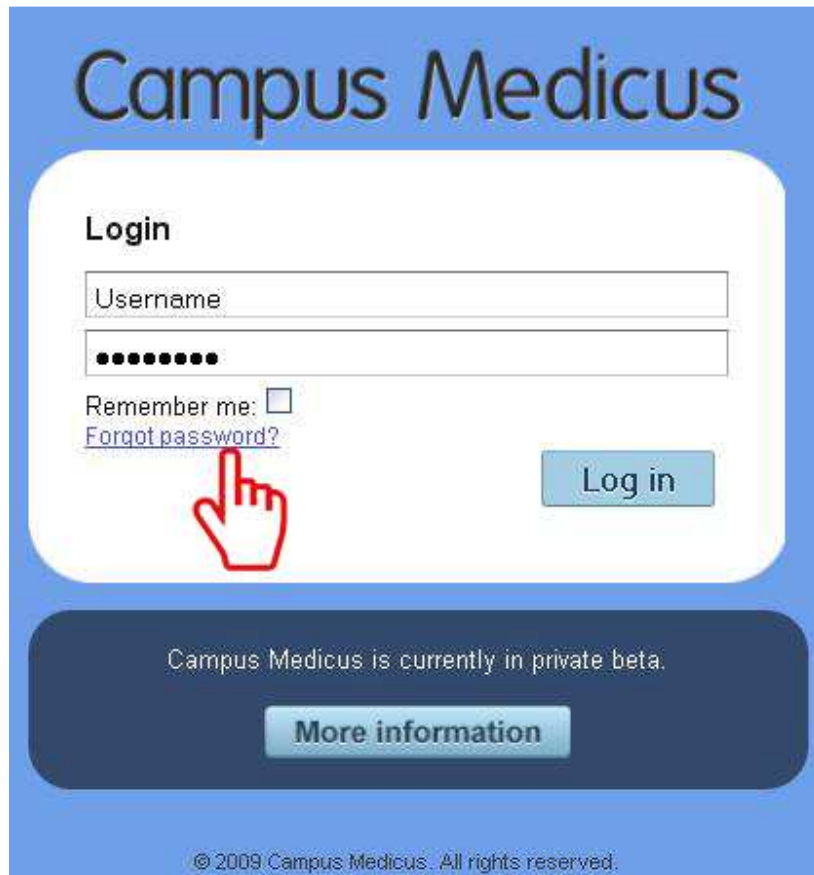 Campus Medicus
Login
Username
••••••••
Remember me:
Forgot password?
Log in
Campus Medicus is currently in private beta.
More information
© 2009 Campus Medicus. All rights reserved.